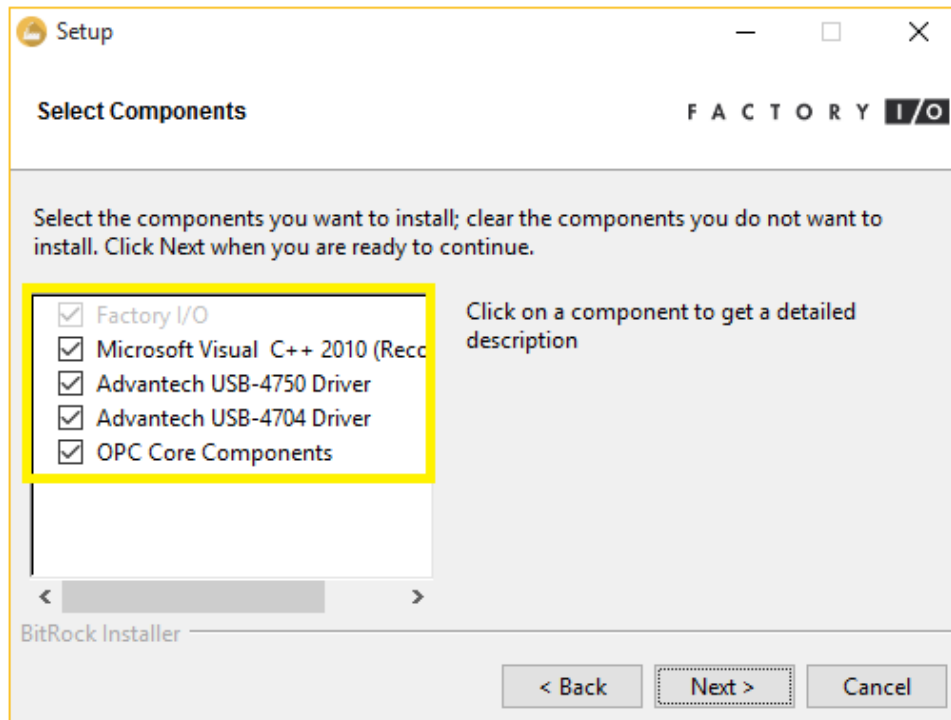 Setup
Select Components
FACTORY I/O
Select the components you want to install; clear the components you do not want to
install. Click Next when you are ready to continue.
Factory I/O
Microsoft Visual C++ 2010 (Recc
Advantech USB-4750 Driver
Advantech USB-4704 Driver
OPC Core Components
Click on a component to get a detailed
description
BitRock Installer
< Back
Next >
Cancel